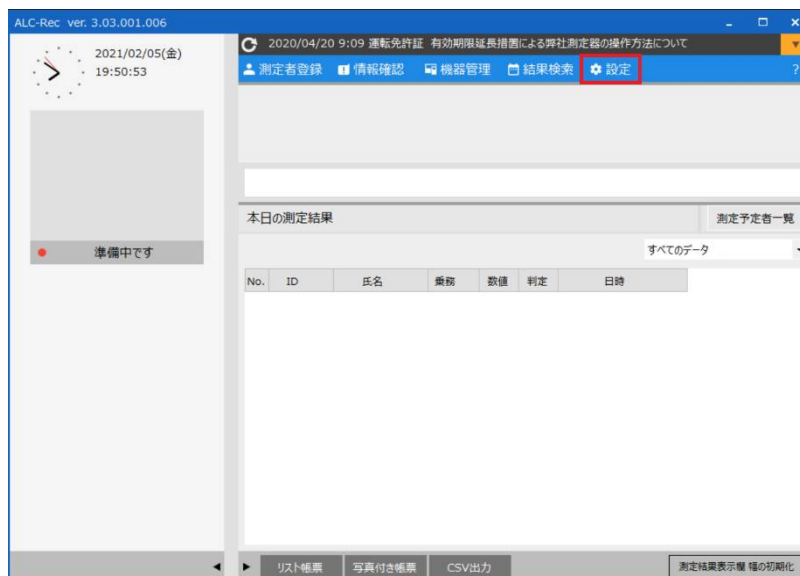 ALC-Rec ver. 3.03.001.006
2021/02/05(金)
19:50:53
準備中です
2020/04/20 9:09 運転免許証 有効期限延長措置による弊社測定器の操作方法について
測定者登録 情報確認 機器管理 結果検索 設定 ?
本日の測定結果 測定予定者一覧
すべてのデータ
No. ID 氏名 乗務 数値 判定 日時
リスト帳票 写真付き帳票 CSV出力 測定結果表示欄 幅の初期化